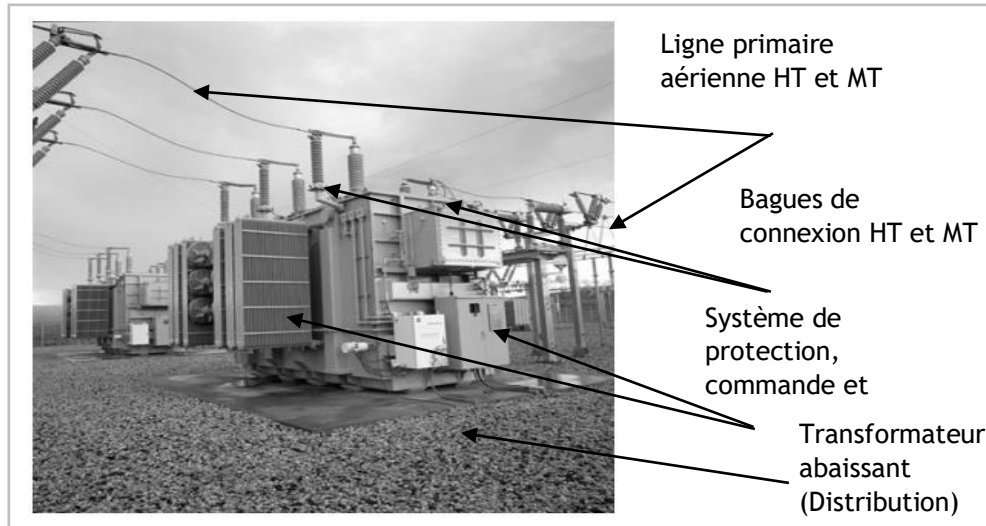 Ligne primaire
aérienne HT et MT
Bagues de
connexion HT et MT
Système de
protection,
commande et
Transformateur
abaissant
(Distribution)